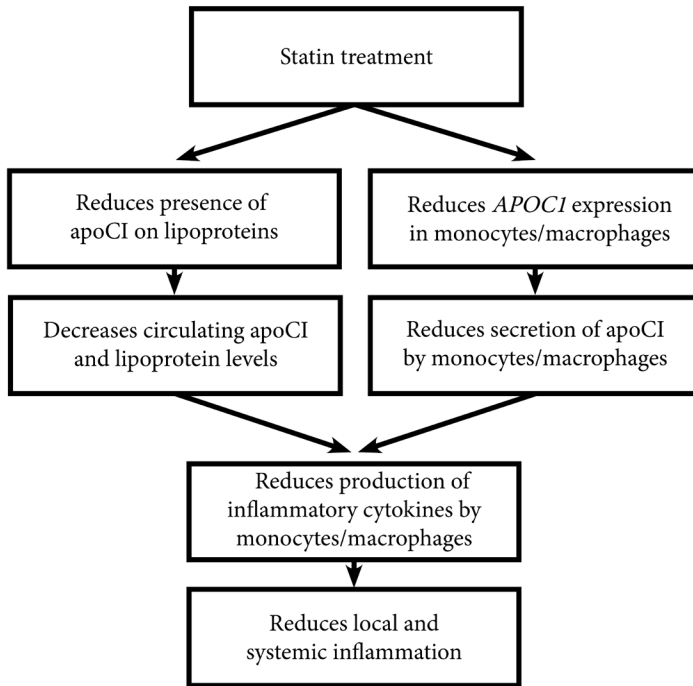 Statin treatment
Reduces presence of
apoCI on lipoproteins
Reduces APOC1 expression
in monocytes/macrophages
Decreases circulating apoCI
and lipoprotein levels
Reduces secretion of apoCI
by monocytes/macrophages
Reduces production of
inflammatory cytokines by
monocytes/macrophages
Reduces local and
systemic inflammation